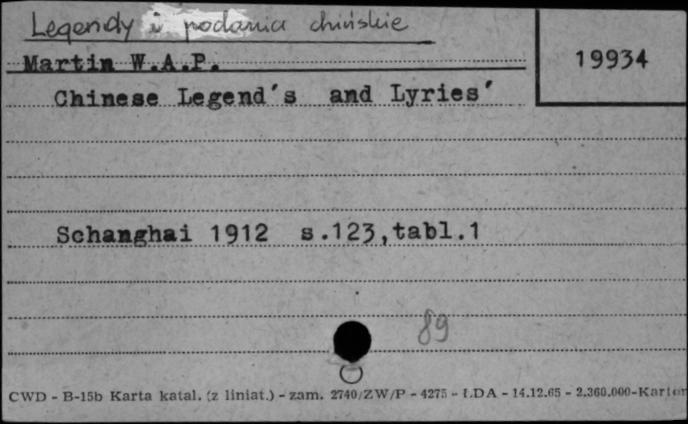 Legendy i podania chińskie
Martin W.A.P.
19934
Chinese Legend's and Lyries'
Schanghai 1912 s.123,tabl.1
89
CWD - B-15b Karta katal. (z liniat.) - zam. 2740/ZW/P - 4275 - LDA - 14.12.65 - 2.360.000-Karton